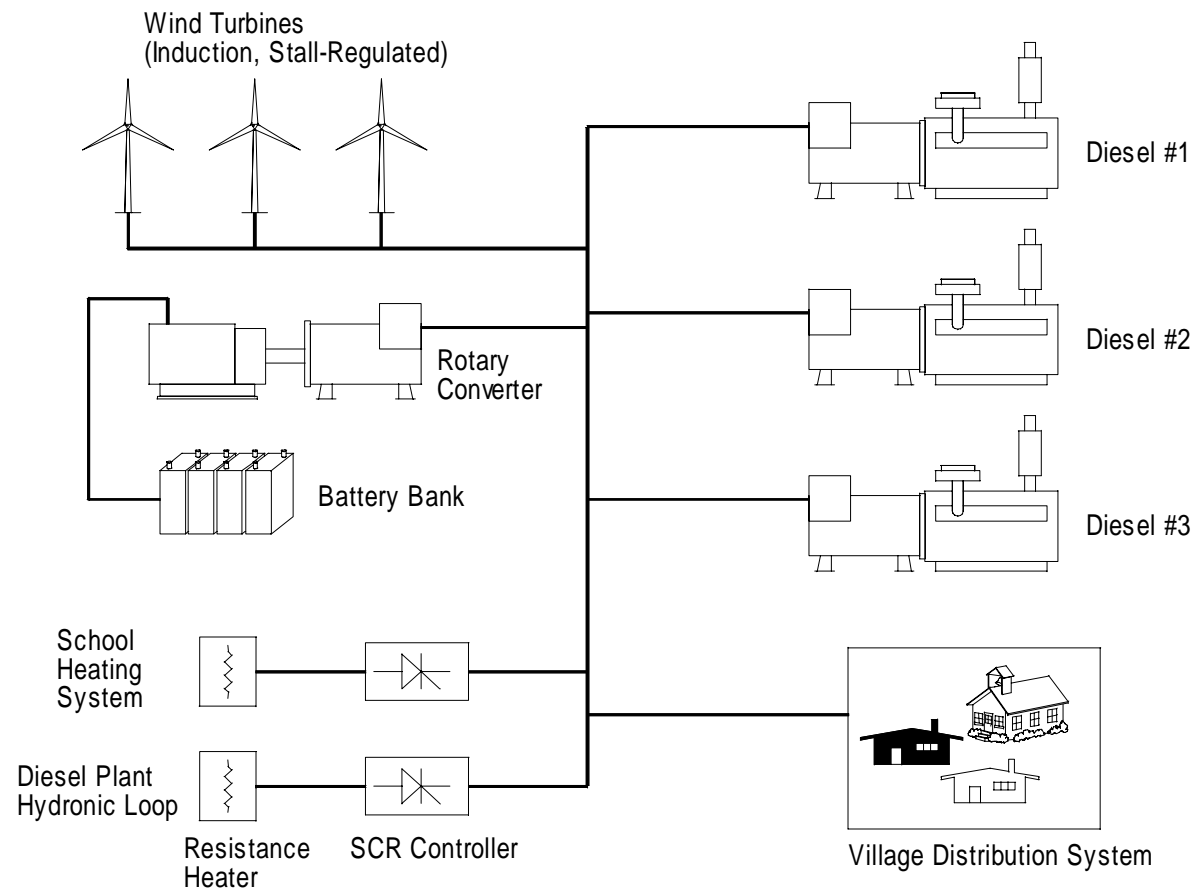 Wind Turbines
(Induction, Stall-Regulated)
Diesel #1
Diesel #2
Rotary
Converter
Battery Bank
Diesel #3
School
Heating
System
Diesel Plant
Hydronic Loop
Resistance
Heater
SCR Controller
Village Distribution System